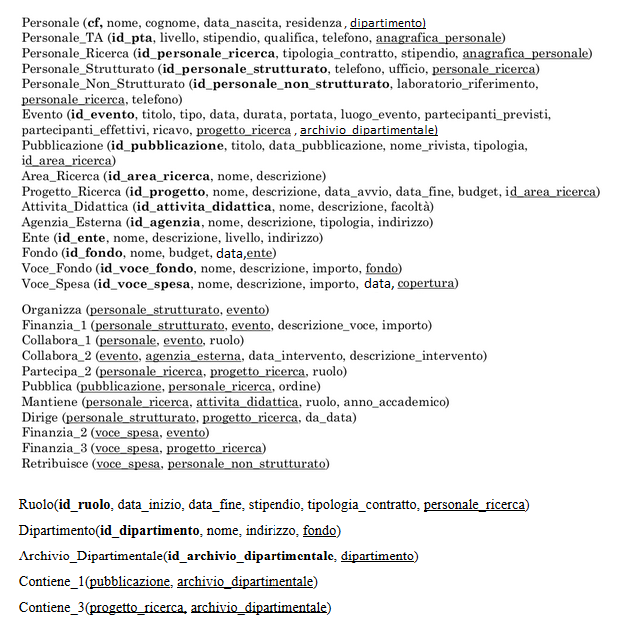 Personale (cf, nome, cognome, data_nascita, residenza, dipartimento)
Personale_TA (id_pta, livello, stipendio, qualifica, telefono, anagrafica_personale)
Personale_Ricerca (id_personale_ricerca, tipologia_contratto, stipendio, anagrafica_personale)
Personale_Strutturato (id_personale_strutturato, telefono, ufficio, personale_ricerca)
Personale_Non_Strutturato (id_personale_non_strutturato, laboratorio_riferimento,
personale_ricerca, telefono)
Evento (id_evento, titolo, tipo, data, durata, portata, luogo_evento, partecipanti_previsti,
partecipanti_effettivi, ricavo, progetto_ricerca , archivio_dipartimentale)
Pubblicazione (id_pubblicazione, titolo, data_pubblicazione, nome_rivista, tipologia,
id_area_ricerca)
Area_Ricerca (id_area_ricerca, nome, descrizione)
Progetto_Ricerca (id_progetto, nome, descrizione, data_avvio, data_fine, budget, id_area_ricerca)
Attivita_Didattica (id_attivita_didattica, nome, descrizione, facoltà)
Agenzia_Esterna (id_agenzia, nome, descrizione, tipologia, indirizzo)
Ente (id_ente, nome, descrizione, livello, indirizzo)
Fondo (id_fondo, nome, budget, data,ente)
Voce_Fondo (id_voce_fondo, nome, descrizione, importo, fondo)
Voce_Spesa (id_voce_spesa, nome, descrizione, importo, data, copertura)
Organizza (personale_strutturato, evento)
Finanzia_1 (personale_strutturato, evento, descrizione_voce, importo)
Collabora_1 (personale, evento, ruolo)
Collabora_2 (evento, agenzia_esterna, data_intervento, descrizione_intervento)
Partecipa_2 (personale_ricerca, progetto_ricerca, ruolo)
Pubblica (pubblicazione, personale_ricerca, ordine)
Mantiene (personale_ricerca, attivita_didattica, ruolo, anno_accademico)
Dirige (personale_strutturato, progetto_ricerca, da_data)
Finanzia_2 (voce_spesa, evento)
Finanzia_3 (voce_spesa, progetto_ricerca)
Retribuisce (voce_spesa, personale_non_strutturato)
Ruolo(id_ruolo, data_inizio, data_fine, stipendio, tipologia_contratto, personale_ricerca)
Dipartimento(id_dipartimento, nome, indirizzo, fondo)
Archivio_Dipartimentale(id_archivio_dipartimentale, dipartimento)
Contiene_1(pubblicazione, archivio_dipartimentale)
Contiene_3(progetto_ricerca, archivio_dipartimentale)